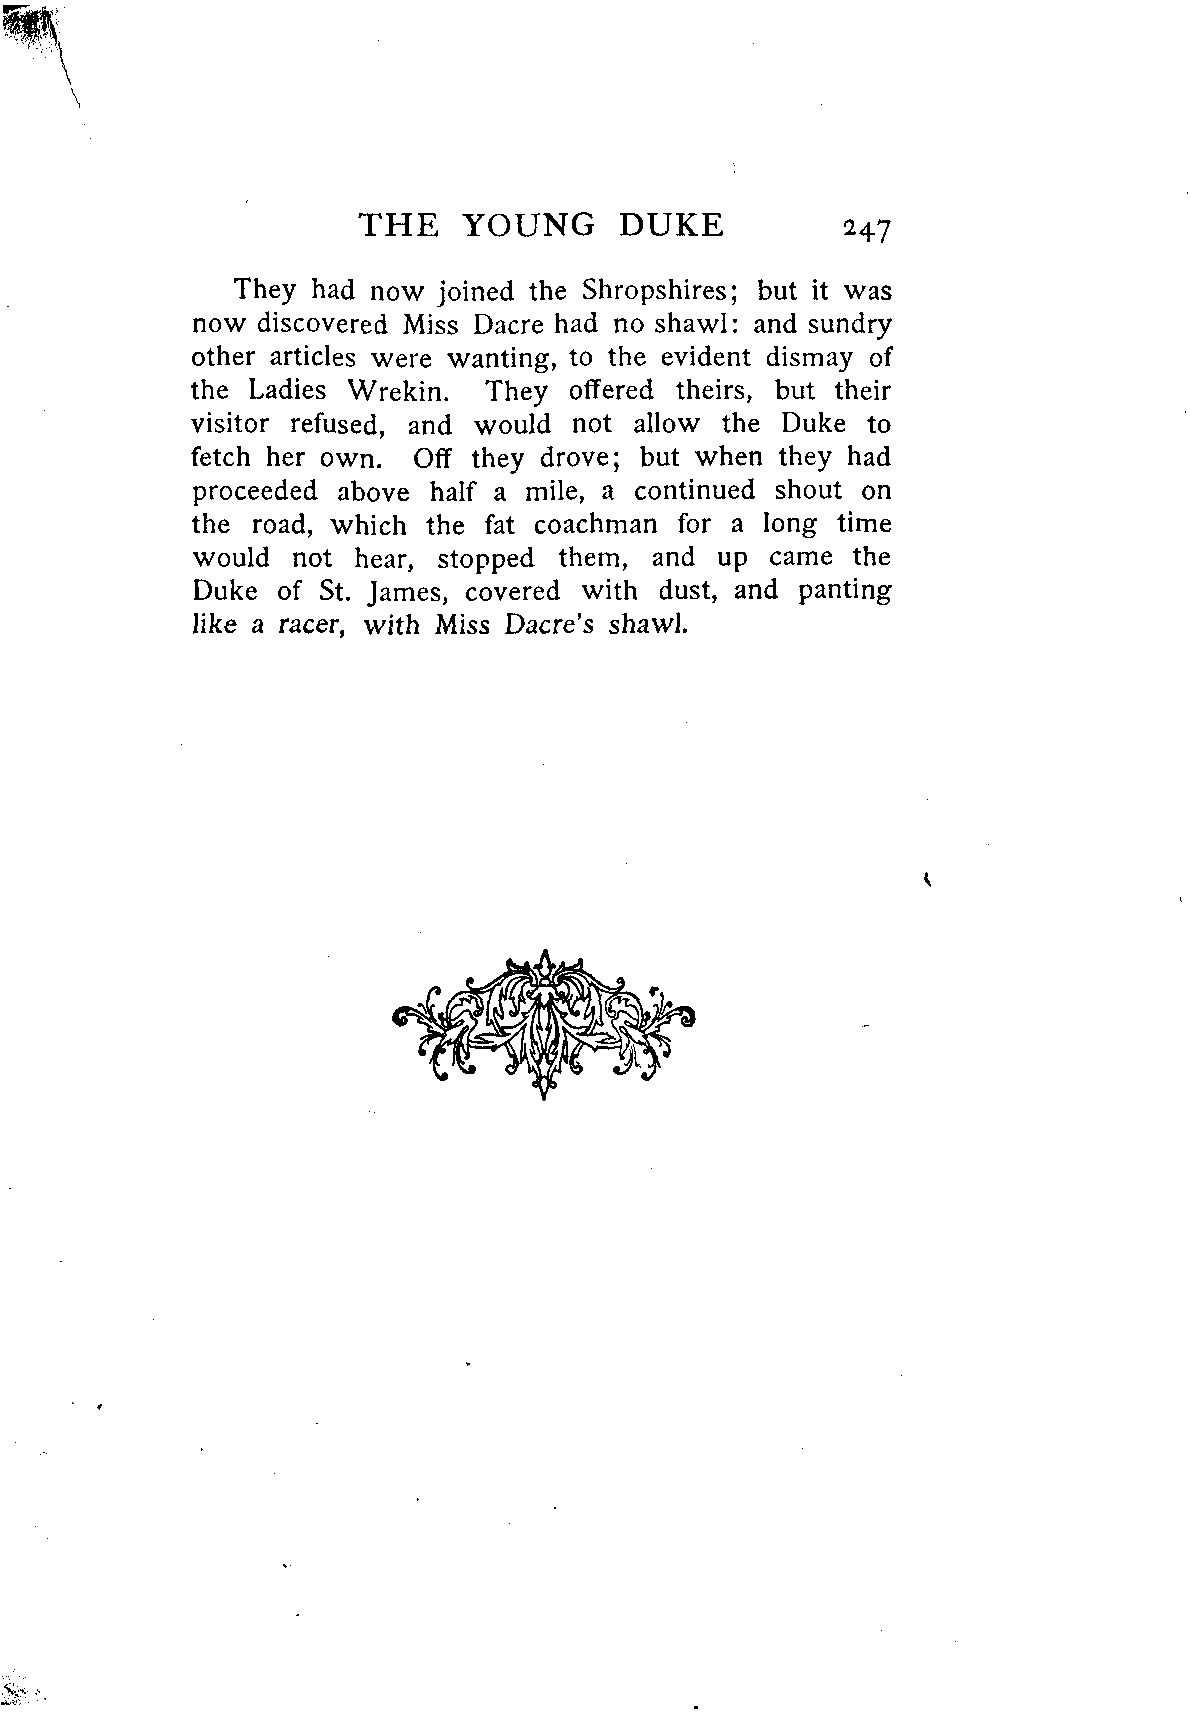 THE YOUNG DUKE 247
They had now joined the Shropshires; but it was
now discovered Miss Dacre had no shawl: and sundry
other articles were wanting, to the evident dismay of
the Ladies Wrekin. They offered theirs, but their
visitor refused, and would not allow the Duke to
fetch her own. Off they drove; but when they had
proceeded above half a mile, a continued shout on
the road, which the fat coachman for a long time
would not hear, stopped them, and up came the
Duke of St. James, covered with dust, and panting
like a racer, with Miss Dacre's shawl.